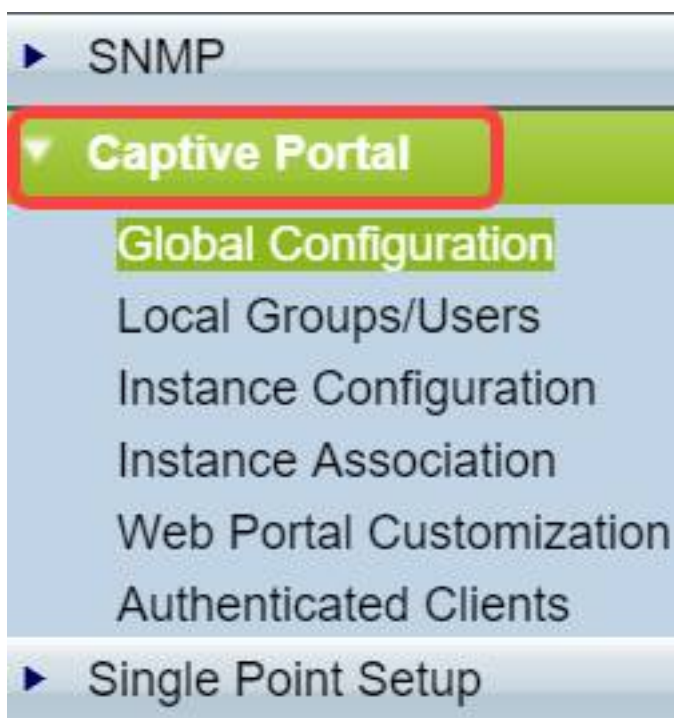 SNMP
Captive Portal
Global Configuration
Local Groups/Users
Instance Configuration
Instance Association
Web Portal Customization
Authenticated Clients
Single Point Setup